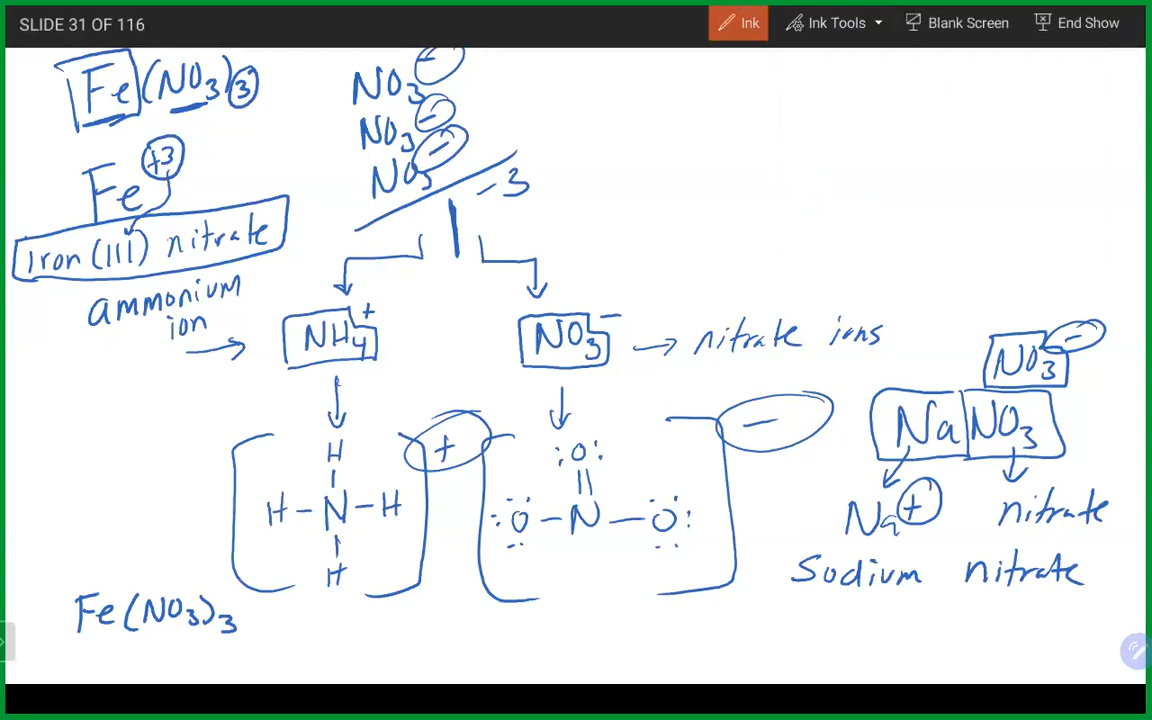 SLIDE 31 OF 116
Ink
Ink Tools
Blank Screen
End Show
Fe(NO3)3
NO3-
NO3-
NO3-
-3
Fe+3
Iron (III) nitrate
ammonium
ion
NH4+
NO3-
nitrate ions
NO3-
NaNO3
Na+ nitrate
Sodium nitrate
H
H-N-H
H
+
:O:
:O-N-O:
-
Fe(NO3)3